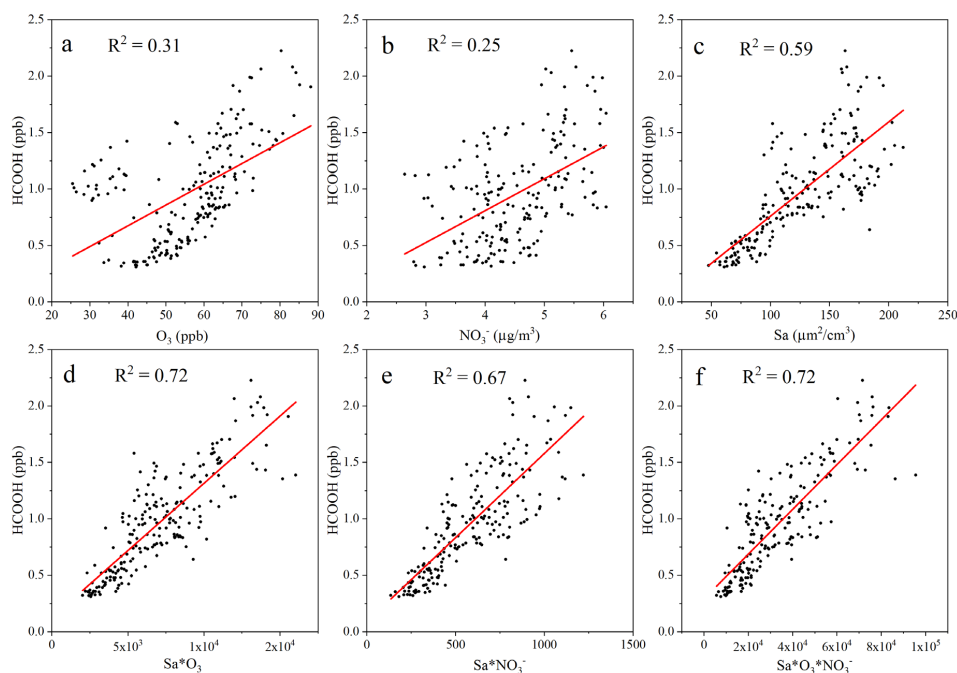 a R² = 0.31
HCOOH (ppb)
2.5
2.0
1.5
1.0
0.5
0.0
20 30 40 50 60 70 80 90
O₃ (ppb)
b R² = 0.25
HCOOH (ppb)
2.5
2.0
1.5
1.0
0.5
0.0
2 3 4 5 6
NO₃⁻ (μg/m³)
c R² = 0.59
HCOOH (ppb)
2.5
2.0
1.5
1.0
0.5
0.0
50 100 150 200 250
Sa (μm²/cm³)
d R² = 0.72
HCOOH (ppb)
2.5
2.0
1.5
1.0
0.5
0.0
5x10³ 1x10⁴ 2x10⁴
Sa*O₃
e R² = 0.67
HCOOH (ppb)
2.5
2.0
1.5
1.0
0.5
0.0
0 250 500 750 1000 1250 1500
Sa*NO₃⁻
f R² = 0.72
HCOOH (ppb)
2.5
2.0
1.5
1.0
0.5
0.0
0 2x10⁴ 4x10⁴ 6x10⁴ 8x10⁴ 1x10⁵
Sa*O₃*NO₃⁻